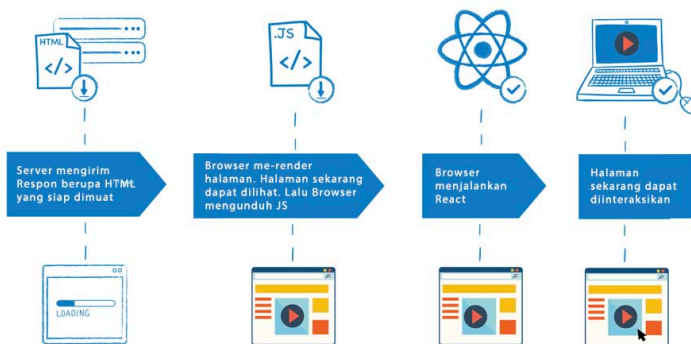 HTML
</>
.JS
</>
Server mengirim
Respon berupa HTML
yang siap dimuat
Browser me-render
halaman. Halaman sekarang
dapat dilihat. Lalu Browser
mengunduh JS
Browser
menjalankan
React
Halaman
sekarang dapat
diinteraksikan
LOADING